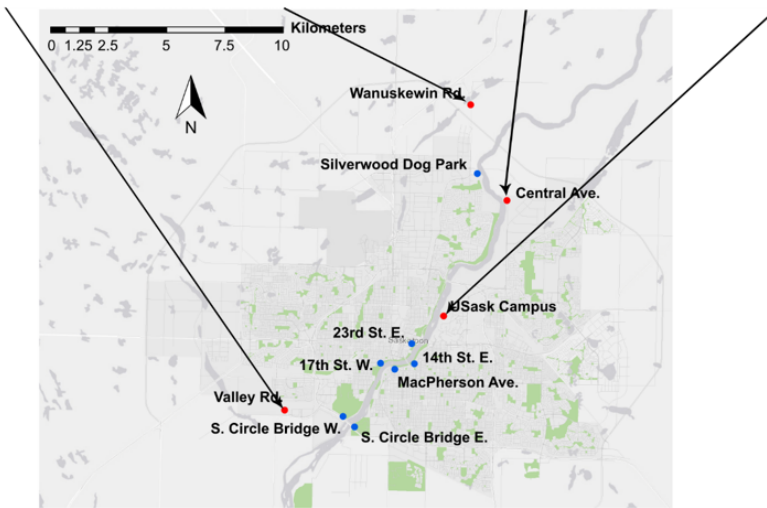 Kilometers
0 1.25 2.5 5 7.5 10
N
Wanuskewin Rd.
Silverwood Dog Park
Central Ave.
USask Campus
23rd St. E.
Saskatoon
17th St. W.
14th St. E.
MacPherson Ave.
Valley Rd.
S. Circle Bridge W.
S. Circle Bridge E.